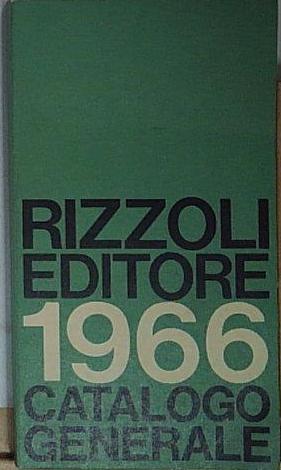 RIZZOLI
EDITORE
1966
CATALOGO
GENERALE